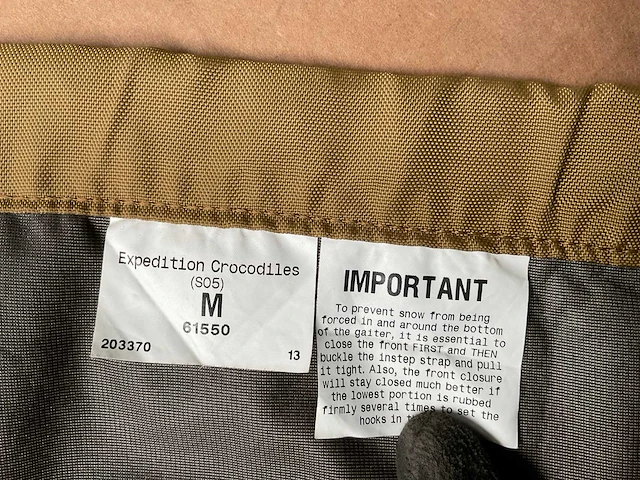 Expedition Crocodiles
(S05)
M
61550
203370 13
IMPORTANT
To prevent snow from being
forced in and around the bottom
of the gaiter, it is essential to
close the front FIRST and THEN
buckle the instep strap and pull
it tight. Also, the front closure
will stay closed much better if
the lowest portion is rubbed
firmly several times to set the
hooks in